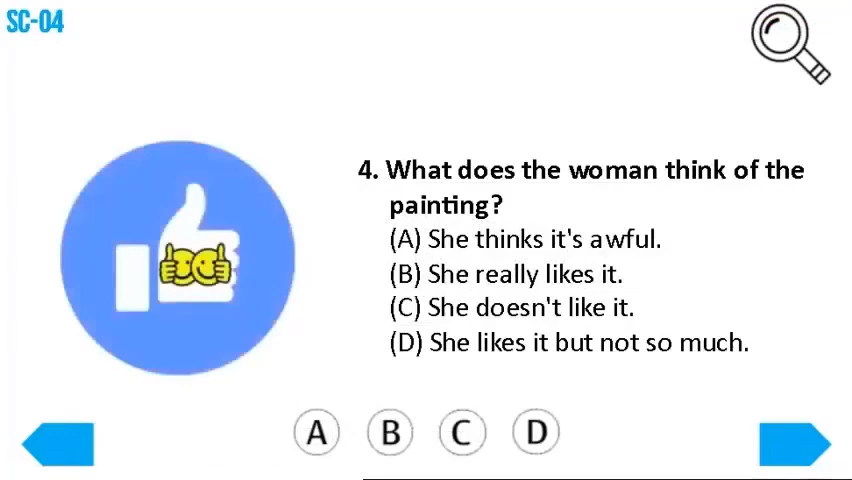 SC-04
4. What does the woman think of the
painting?
(A) She thinks it's awful.
(B) She really likes it.
(C) She doesn't like it.
(D) She likes it but not so much.
A B C D